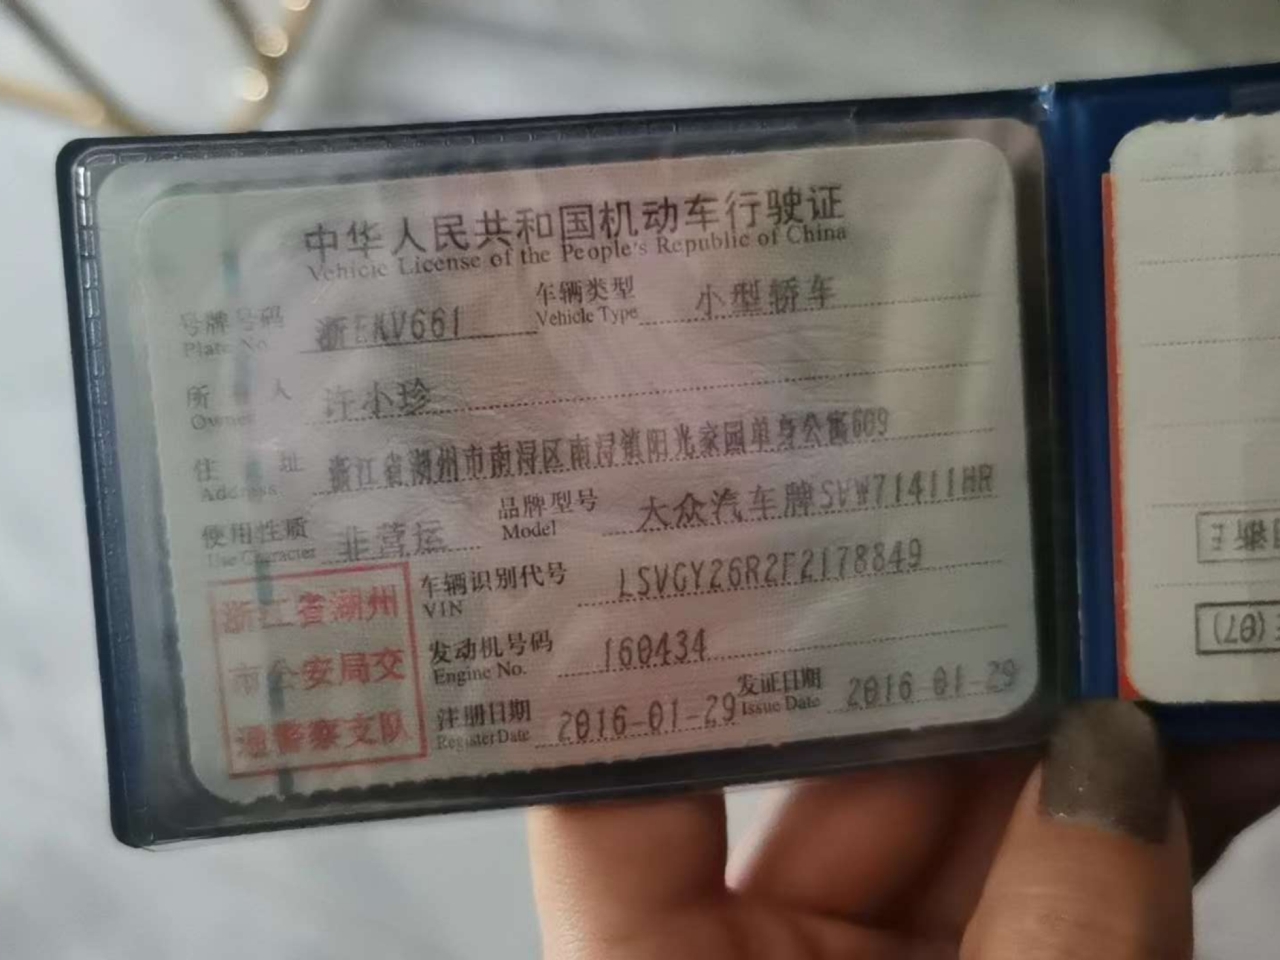 中华人民共和国机动车行驶证
Vehicle License of the People's Republic of China
号牌号码 浙EKV661 车辆类型 小型轿车
Plate No. Vehicle Type
所 人 许小珍
Owner
住 址 浙江省湖州市南浔区南浔镇阳光家园单身公寓609
Address
使用性质 非营运 品牌型号 大众汽车牌SVW71411HR
Use Character Model
浙江省湖州
市公安局交
通警察支队
车辆识别代号 LSVGY26R2F2178849
VIN
发动机号码 160434
Engine No.
注册日期 2016-01-29 发证日期 2016-01-29
Register Date Issue Date